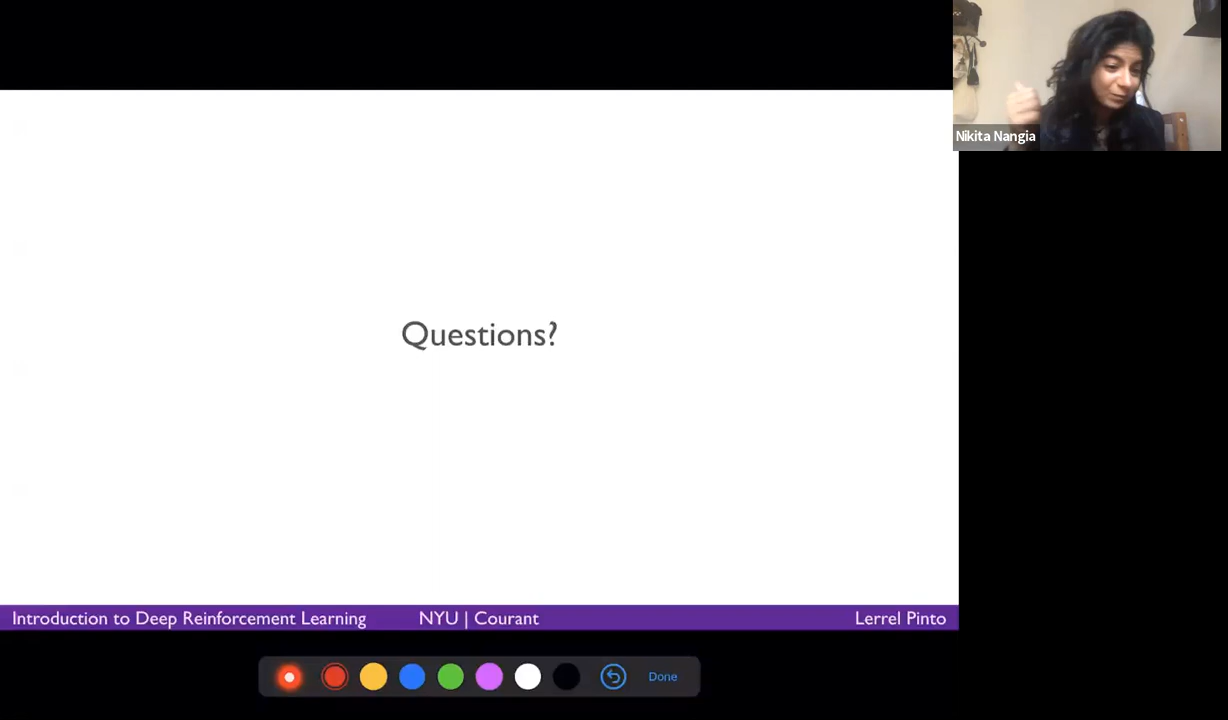 Nikita Nangia
Questions?
Introduction to Deep Reinforcement Learning NYU | Courant Lerrel Pinto
Done